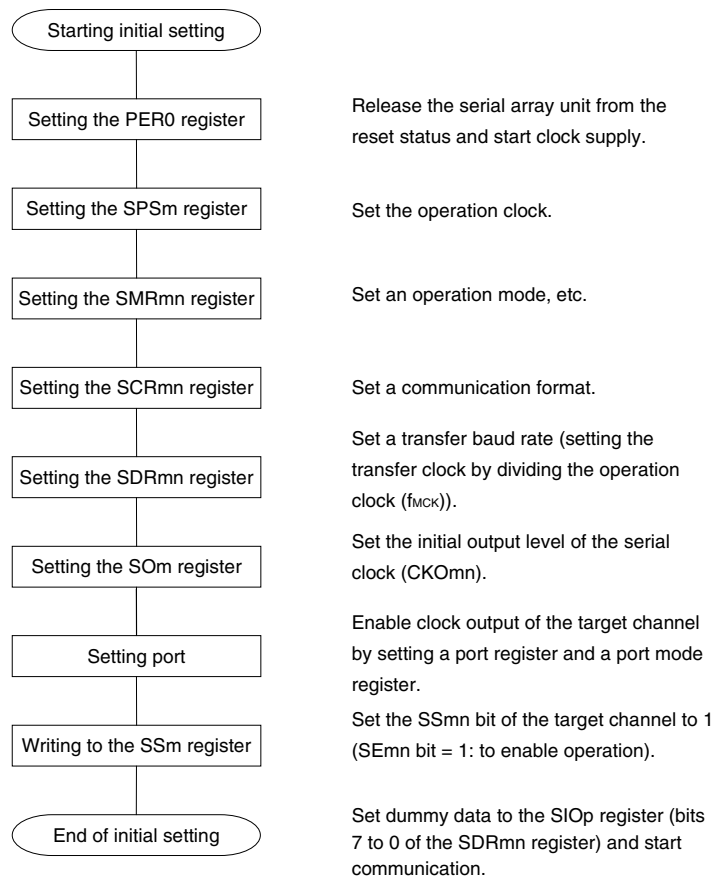 Starting initial setting
Setting the PER0 register
Release the serial array unit from the
reset status and start clock supply.
Setting the SPSm register
Set the operation clock.
Setting the SMRmn register
Set an operation mode, etc.
Setting the SCRmn register
Set a communication format.
Setting the SDRmn register
Set a transfer baud rate (setting the
transfer clock by dividing the operation
clock (fMCK)).
Setting the SOm register
Set the initial output level of the serial
clock (CKOmn).
Setting port
Enable clock output of the target channel
by setting a port register and a port mode
register.
Writing to the SSm register
Set the SSmn bit of the target channel to 1
(SEmn bit = 1: to enable operation).
End of initial setting
Set dummy data to the SIOp register (bits
7 to 0 of the SDRmn register) and start
communication.